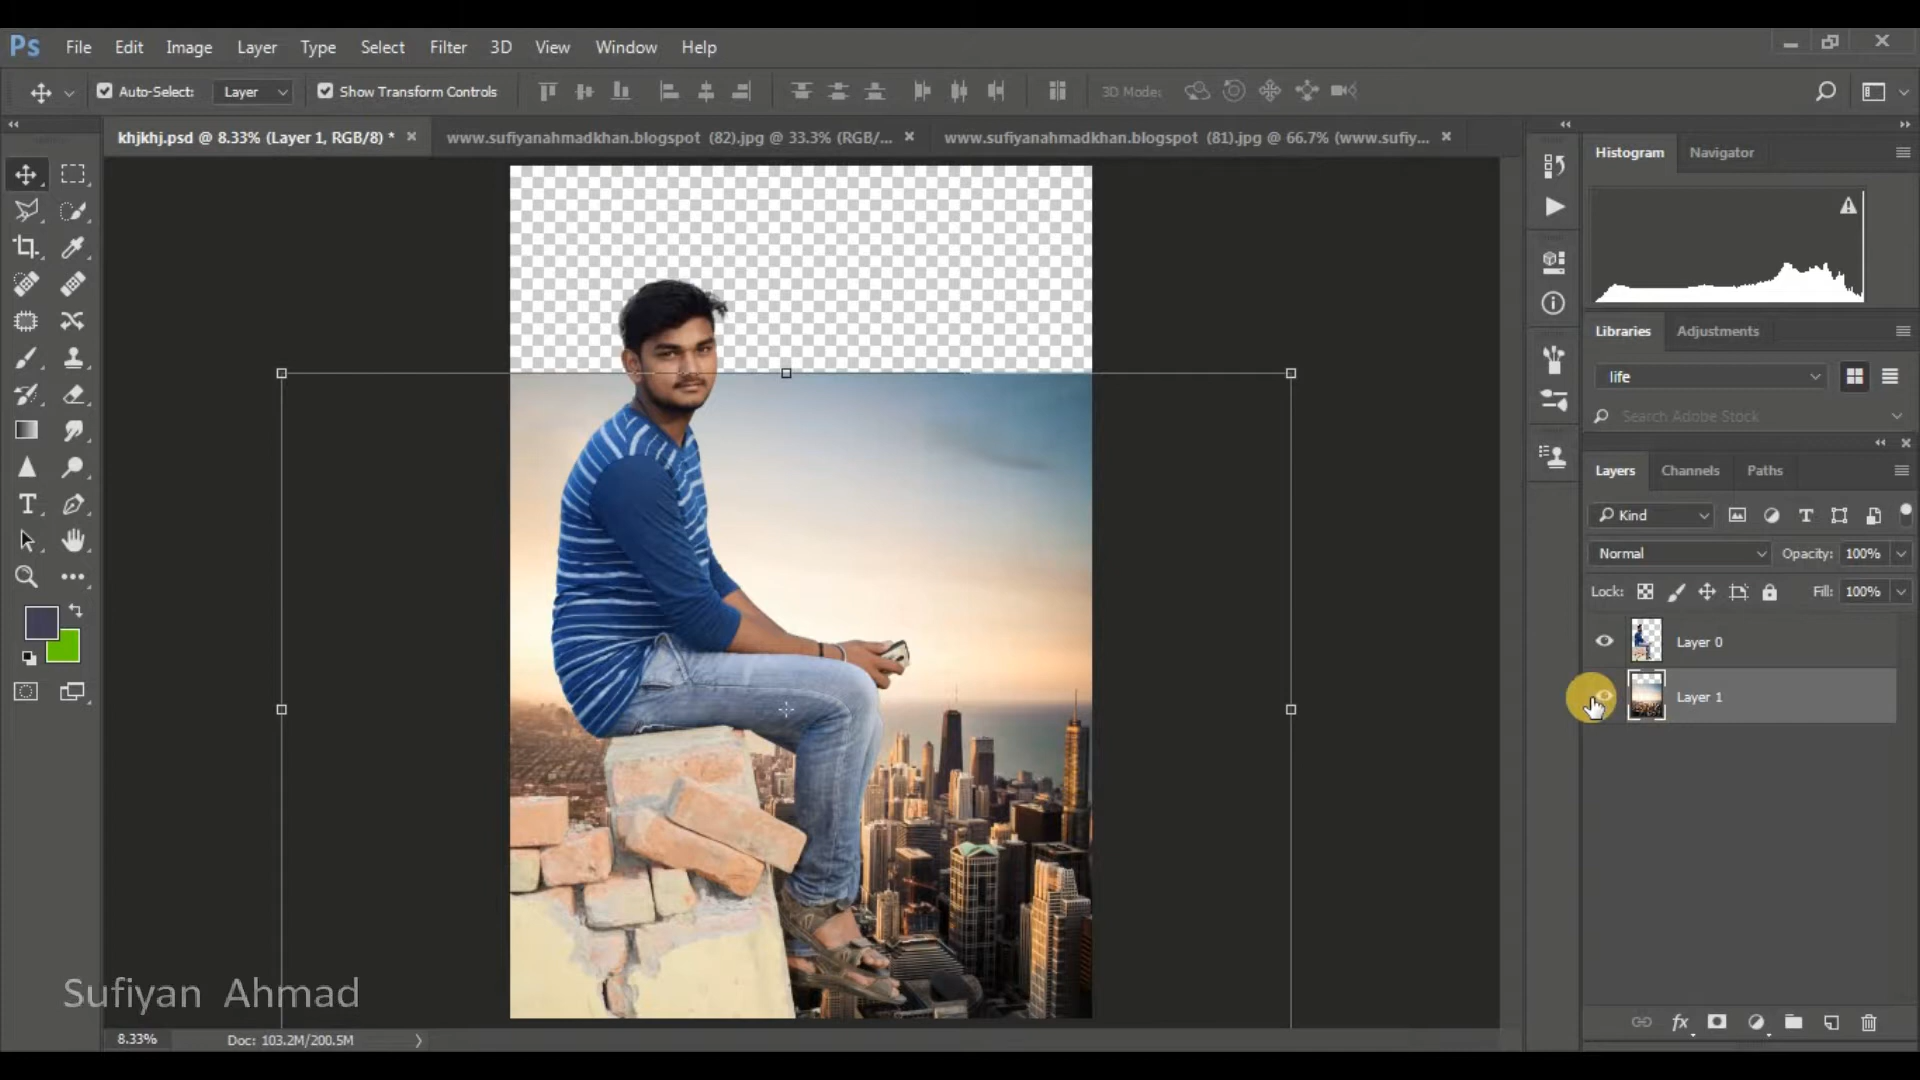 Ps File Edit Image Layer Type Select Filter 3D View Window Help
Auto-Select: Layer Show Transform Controls 3D Mode:
khjkhj.psd @ 8.33% (Layer 1, RGB/8) * www.sufiyanahmadkhan.blogspot (82).jpg @ 33.3% (RGB/... www.sufiyanahmadkhan.blogspot (81).jpg @ 66.7% (www.sufiy...
Histogram Navigator
Libraries Adjustments
life
Search Adobe Stock
Layers Channels Paths
Kind
Normal Opacity: 100%
Lock: Fill: 100%
Layer 0
Layer 1
Sufiyan Ahmad
8.33% Doc: 103.2M/200.5M